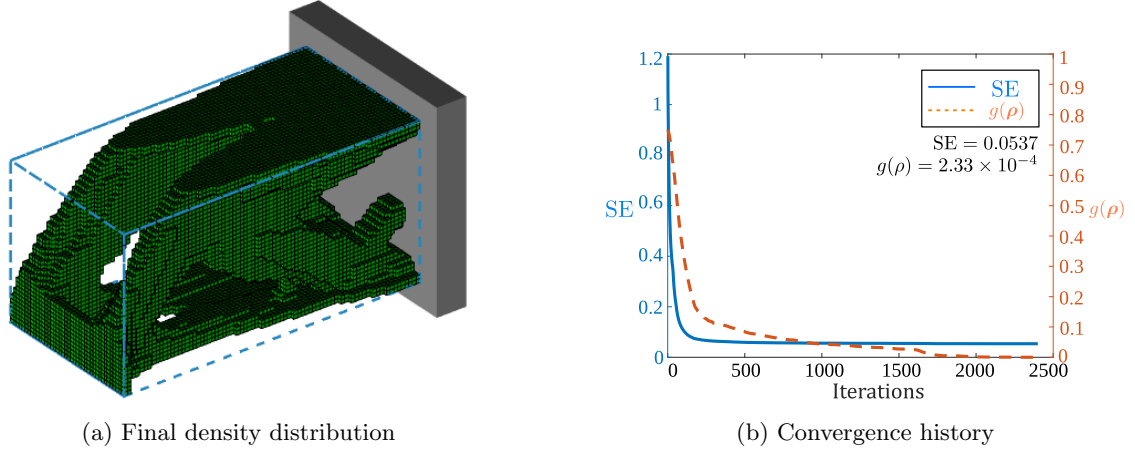 1.2
1
0.8
0.6
SE
0.4
0.2
0
1
0.9
0.8
0.7
0.6
0.5 g(ρ)
0.4
0.3
0.2
0.1
0
SE
g(ρ)
SE = 0.0537
g(ρ) = 2.33 × 10⁻⁴
0 500 1000 1500 2000 2500
Iterations
(a) Final density distribution
(b) Convergence history